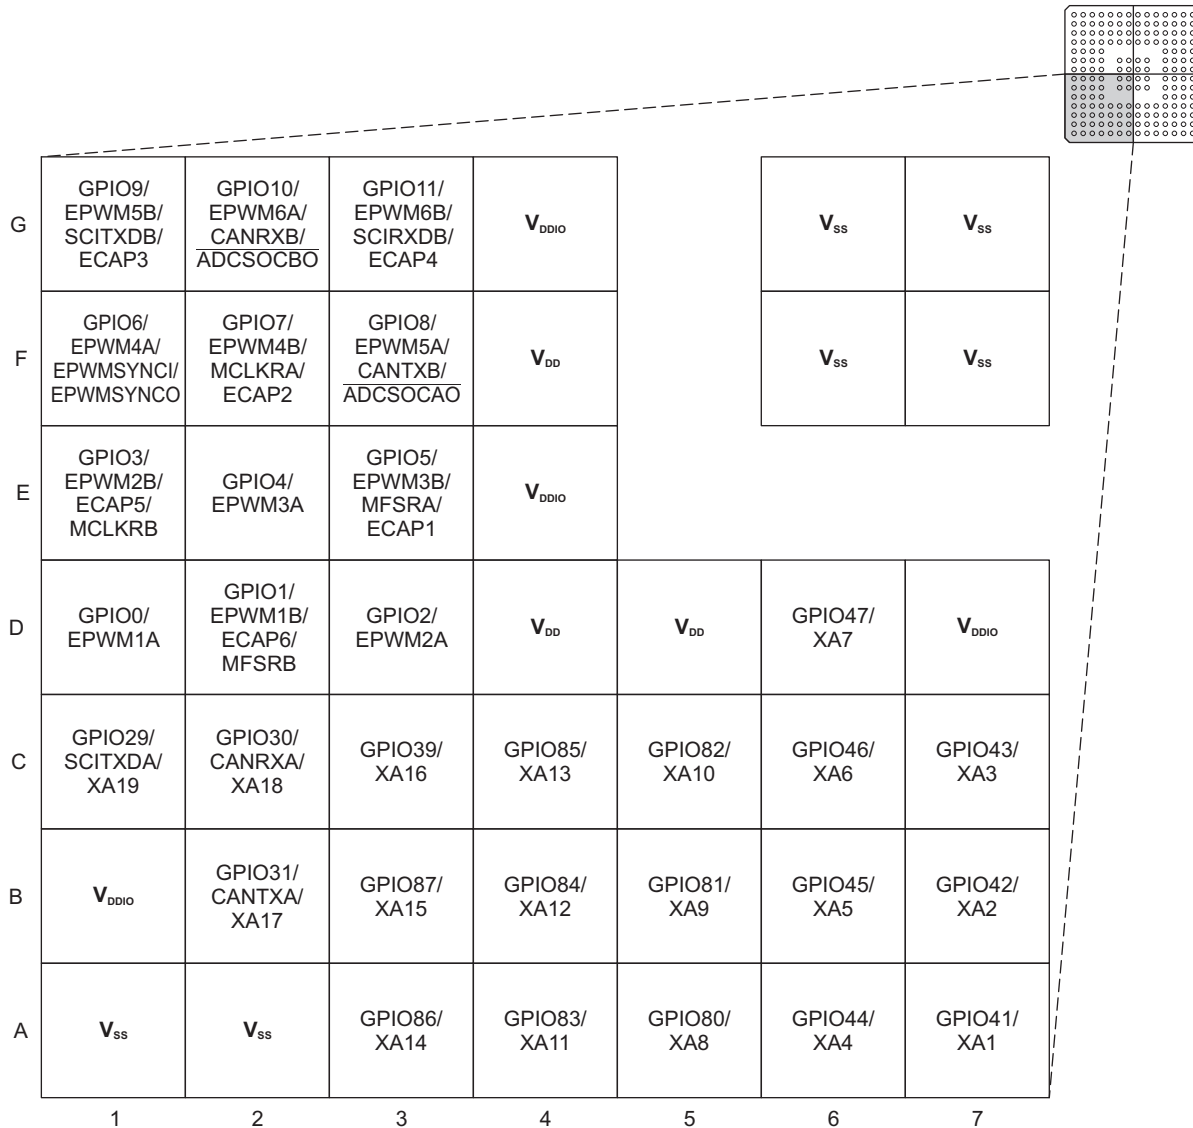 G
GPIO9/
EPWM5B/
SCITXDB/
ECAP3
GPIO10/
EPWM6A/
CANRXB/
ADCSOCBO
GPIO11/
EPWM6B/
SCIRXDB/
ECAP4
VDDIO
VSS
VSS
F
GPIO6/
EPWM4A/
EPWMSYNCI/
EPWMSYNCO
GPIO7/
EPWM4B/
MCLKRA/
ECAP2
GPIO8/
EPWM5A/
CANTXB/
ADCSOCAO
VDD
VSS
VSS
E
GPIO3/
EPWM2B/
ECAP5/
MCLKRB
GPIO4/
EPWM3A
GPIO5/
EPWM3B/
MFSRA/
ECAP1
VDDIO
D
GPIO0/
EPWM1A
GPIO1/
EPWM1B/
ECAP6/
MFSRB
GPIO2/
EPWM2A
VDD
VDD
GPIO47/
XA7
VDDIO
C
GPIO29/
SCITXDA/
XA19
GPIO30/
CANRXA/
XA18
GPIO39/
XA16
GPIO85/
XA13
GPIO82/
XA10
GPIO46/
XA6
GPIO43/
XA3
B
VDDIO
GPIO31/
CANTXA/
XA17
GPIO87/
XA15
GPIO84/
XA12
GPIO81/
XA9
GPIO45/
XA5
GPIO42/
XA2
A
VSS
VSS
GPIO86/
XA14
GPIO83/
XA11
GPIO80/
XA8
GPIO44/
XA4
GPIO41/
XA1
1 2 3 4 5 6 7